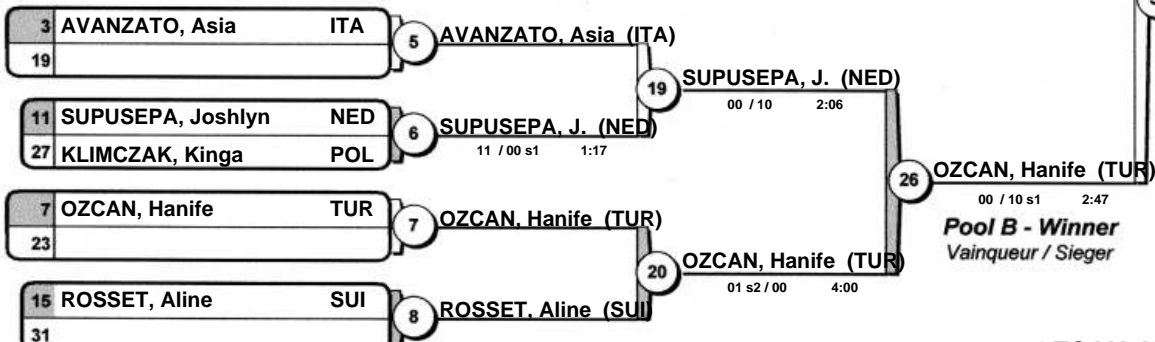 3 AVANZATO, Asia ITA
19
5 AVANZATO, Asia (ITA)
11 SUPUSEPA, Joshlyn NED
27 KLIMCZAK, Kinga POL
6 SUPUSEPA, J. (NED)
11 / 00 s1 1:17
19 SUPUSEPA, J. (NED)
00 / 10 2:06
7 OZCAN, Hanife TUR
23
7 OZCAN, Hanife (TUR)
15 ROSSET, Aline SUI
31
8 ROSSET, Aline (SUI)
20 OZCAN, Hanife (TUR)
01 s2 / 00 4:00
26 OZCAN, Hanife (TUR)
00 / 10 s1 2:47
Pool B - Winner
Vainqueur / Sieger